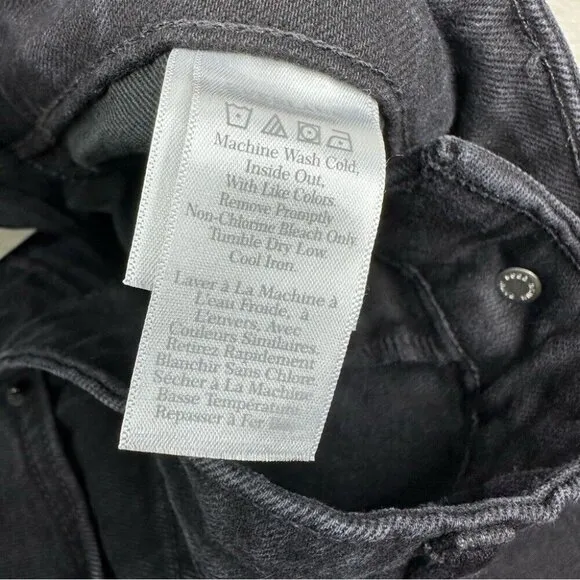 Machine Wash Cold,
Inside Out,
With Like Colors
Remove Promptly
Non-Chlorine Bleach Only
Tumble Dry Low
Cool Iron.
Laver à La Machine à
L'eau Froide, à
L'envers, Avec
Couleurs Similaires.
Retirez Rapidement
Blanchir Sans Chlore
Sécher à La Machine
Basse Température
Repasser à Fer